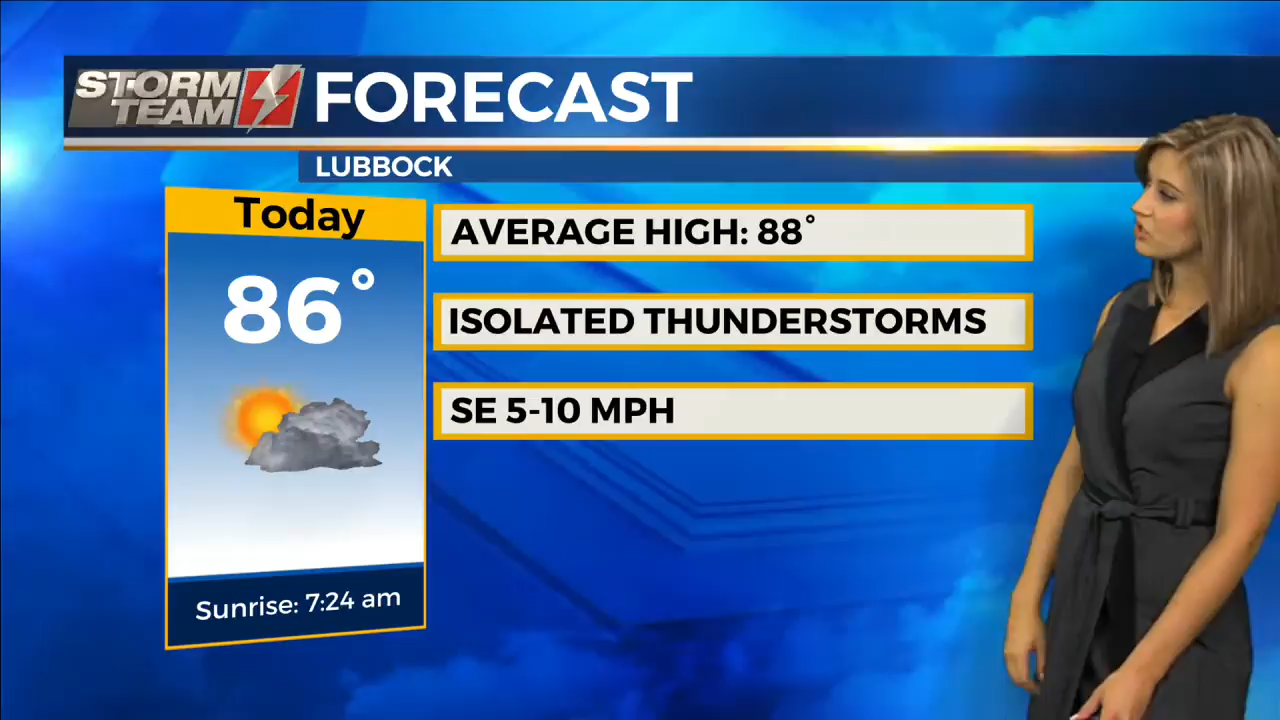 STORM TEAM FORECAST
LUBBOCK
Today
86°
Sunrise: 7:24 am
AVERAGE HIGH: 88°
ISOLATED THUNDERSTORMS
SE 5-10 MPH